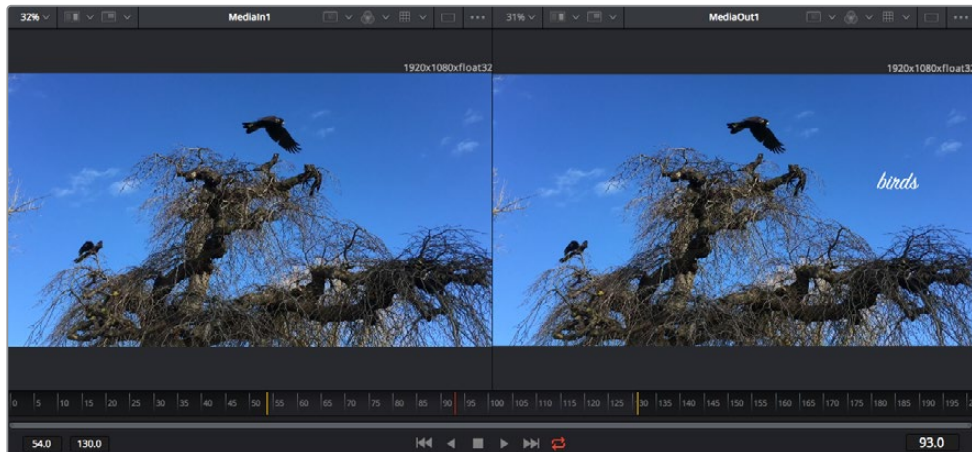 32% MediaIn1 31% MediaOut1
1920x1080xfloat32 1920x1080xfloat32
birds
0 5 10 15 20 25 30 35 40 45 50 55 60 65 70 75 80 85 90 95 100 105 110 115 120 125 130 135 140 145 150 155 160 165 170 175 180 185 190 195
54.0 130.0 93.0